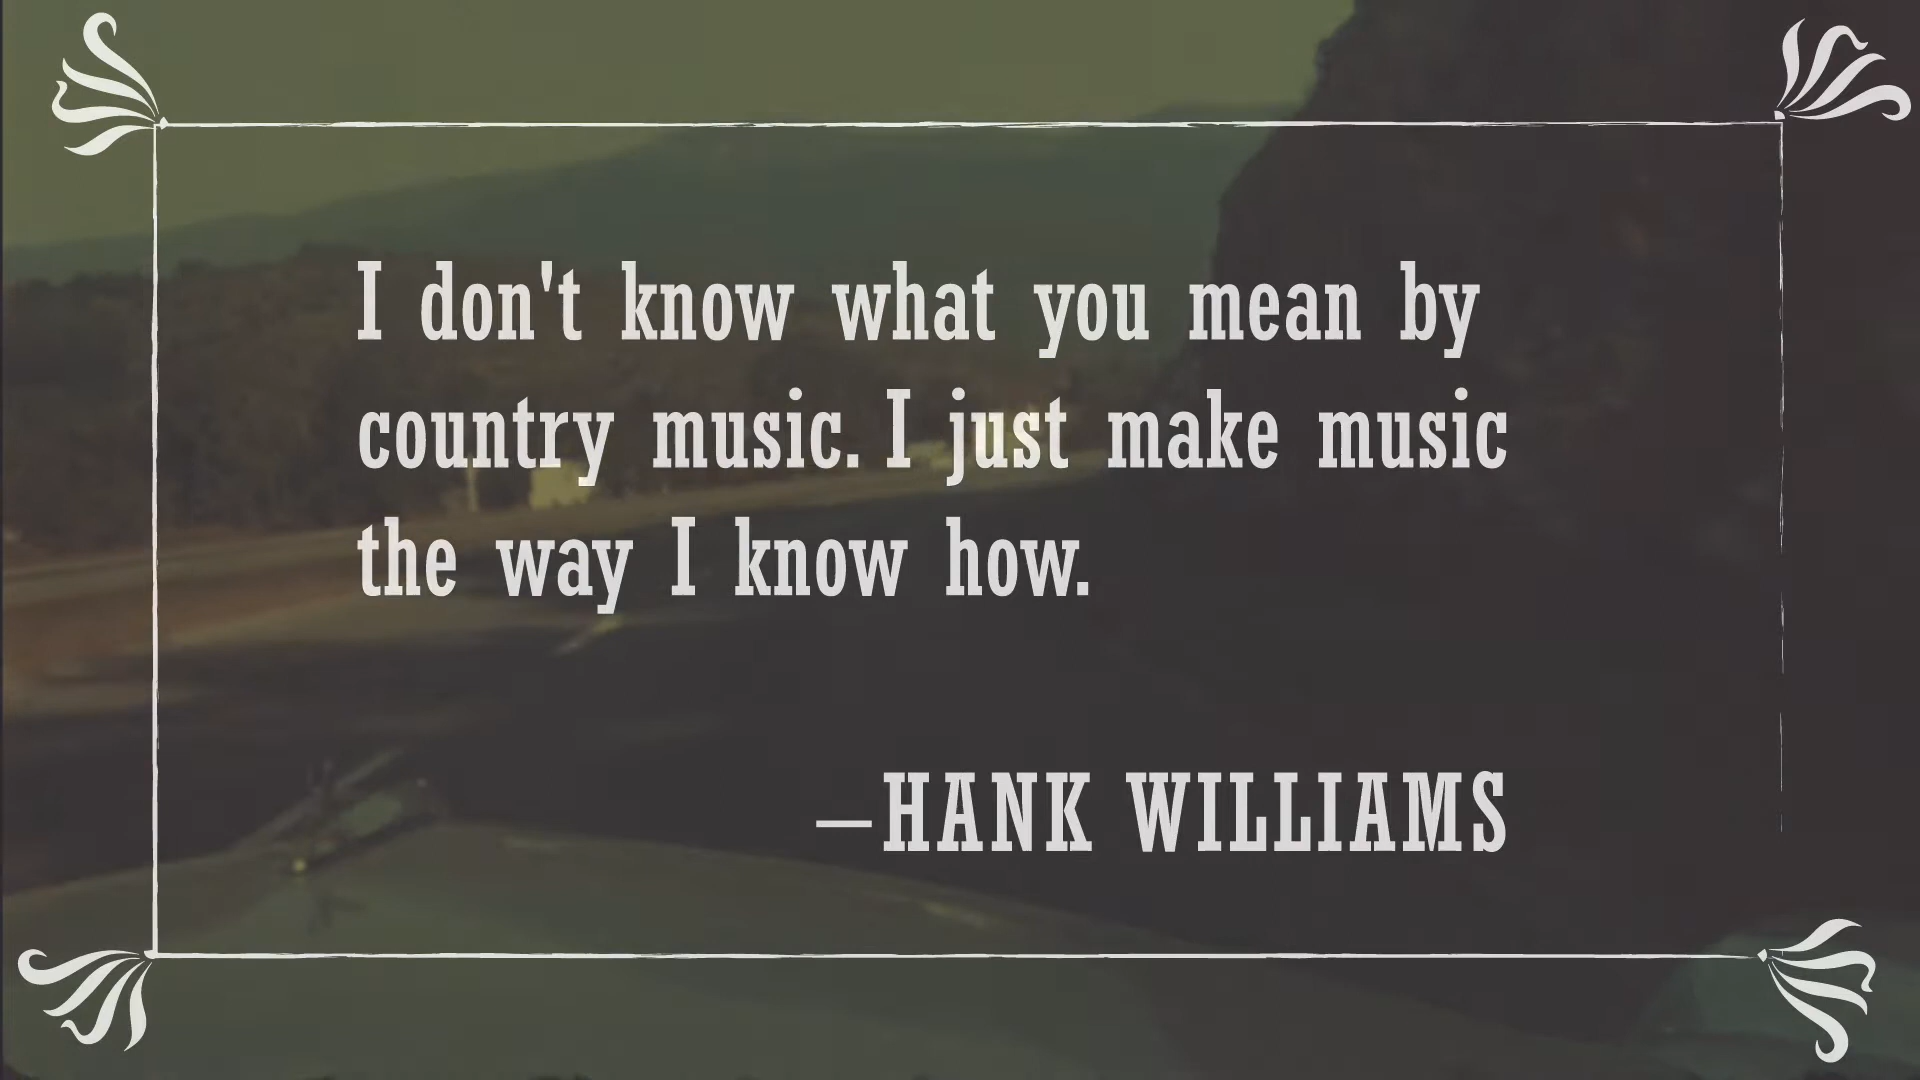 I don't know what you mean by
country music. I just make music
the way I know how.
—HANK WILLIAMS